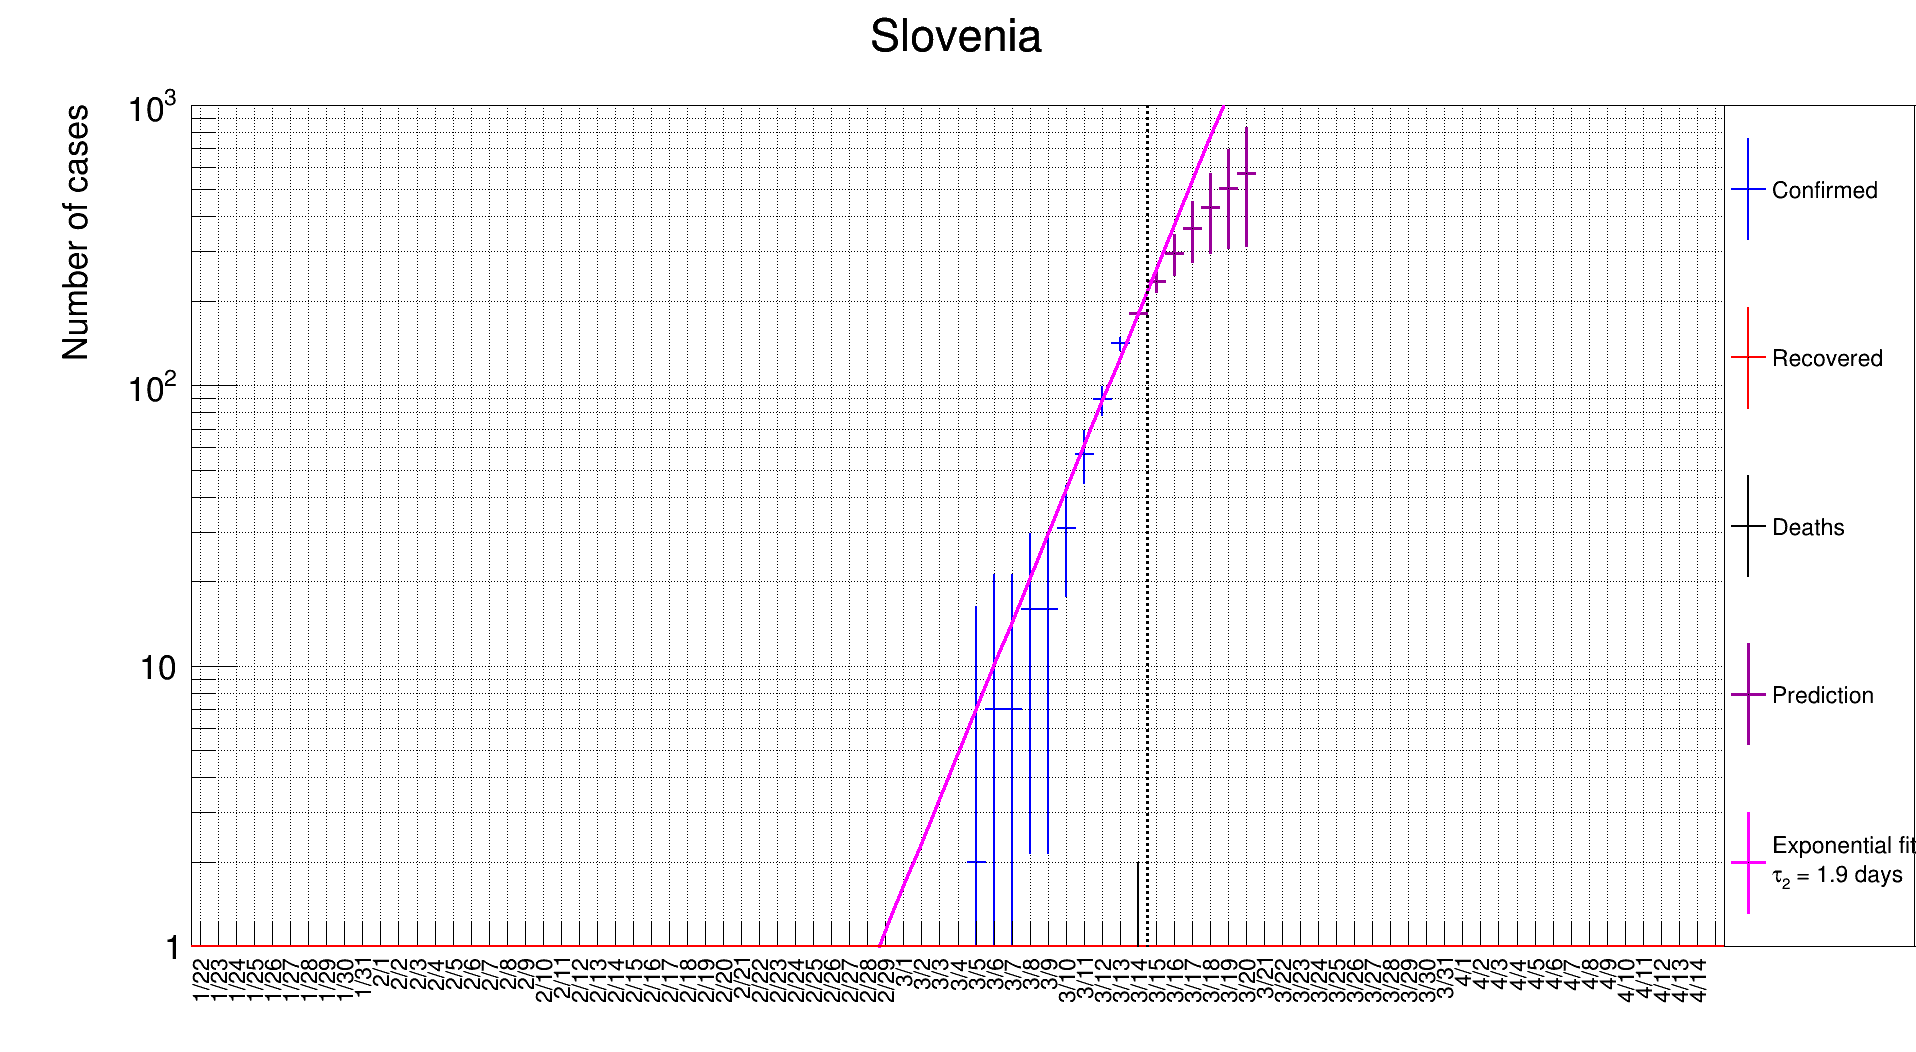 Slovenia
Number of cases
10³
10²
10
1
1/22 1/23 1/24 1/25 1/26 1/27 1/28 1/29 1/30 1/31 2/1 2/2 2/3 2/4 2/5 2/6 2/7 2/8 2/9 2/10 2/11 2/12 2/13 2/14 2/15 2/16 2/17 2/18 2/19 2/20 2/21 2/22 2/23 2/24 2/25 2/26 2/27 2/28 2/29 3/1 3/2 3/3 3/4 3/5 3/6 3/7 3/8 3/9 3/10 3/11 3/12 3/13 3/14 3/15 3/16 3/17 3/18 3/19 3/20 3/21 3/22 3/23 3/24 3/25 3/26 3/27 3/28 3/29 3/30 3/31 4/1 4/2 4/3 4/4 4/5 4/6 4/7 4/8 4/9 4/10 4/11 4/12 4/13 4/14
Confirmed
Recovered
Deaths
Prediction
Exponential fit
τ₂ = 1.9 days